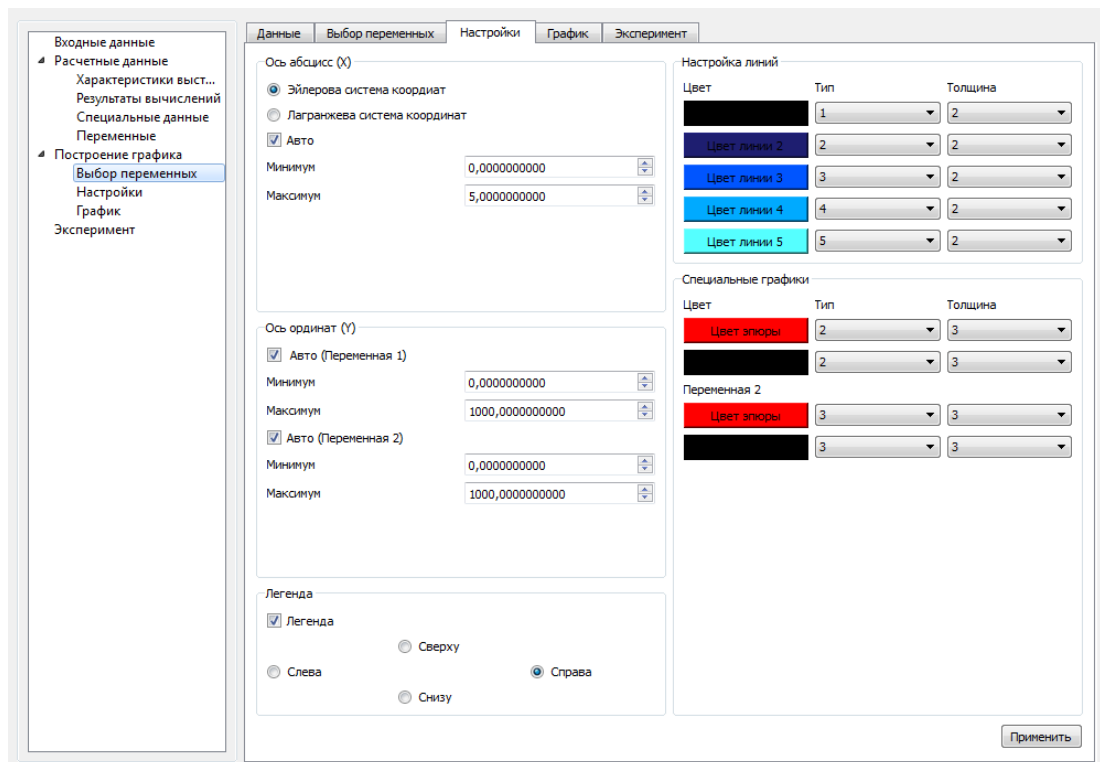 Входные данные
Расчетные данные
Характеристики выст...
Результаты вычислений
Специальные данные
Переменные
Построение графика
Выбор переменных
Настройки
График
Эксперимент
Данные
Выбор переменных
Настройки
График
Эксперимент
Ось абсцисс (X)
Эйлерова система коордиат
Лагранжева система координат
Авто
Минимум
0,0000000000
Максимум
5,0000000000
Ось ординат (Y)
Авто (Переменная 1)
Минимум
0,0000000000
Максимум
1000,0000000000
Авто (Переменная 2)
Минимум
0,0000000000
Максимум
1000,0000000000
Легенда
Легенда
Сверху
Слева
Справа
Снизу
Настройка линий
Цвет Тип Толщина
1 2
Цвет линии 2 2 2
Цвет линии 3 3 2
Цвет линии 4 4 2
Цвет линии 5 5 2
Специальные графики
Цвет Тип Толщина
Цвет эпюры 2 3
2 3
Переменная 2
Цвет эпюры 3 3
3 3
Применить